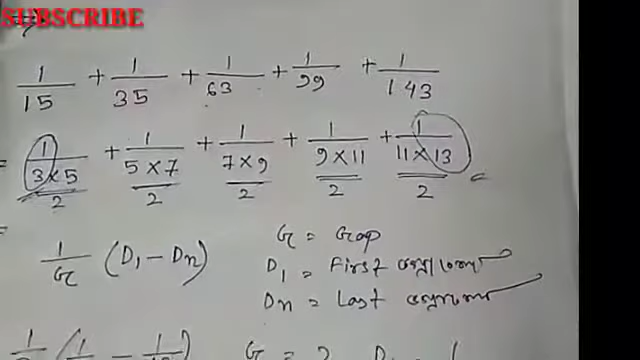 SUBSCRIBE
1/15 + 1/35 + 1/63 + 1/99 + 1/143
= 1/(3×5) + 1/(5×7) + 1/(7×9) + 1/(9×11) + 1/(11×13) =
2 2 2 2 2
=
1/G (D₁ - Dn)
G = Gap
D₁ = First
Dn = Last
G = 2